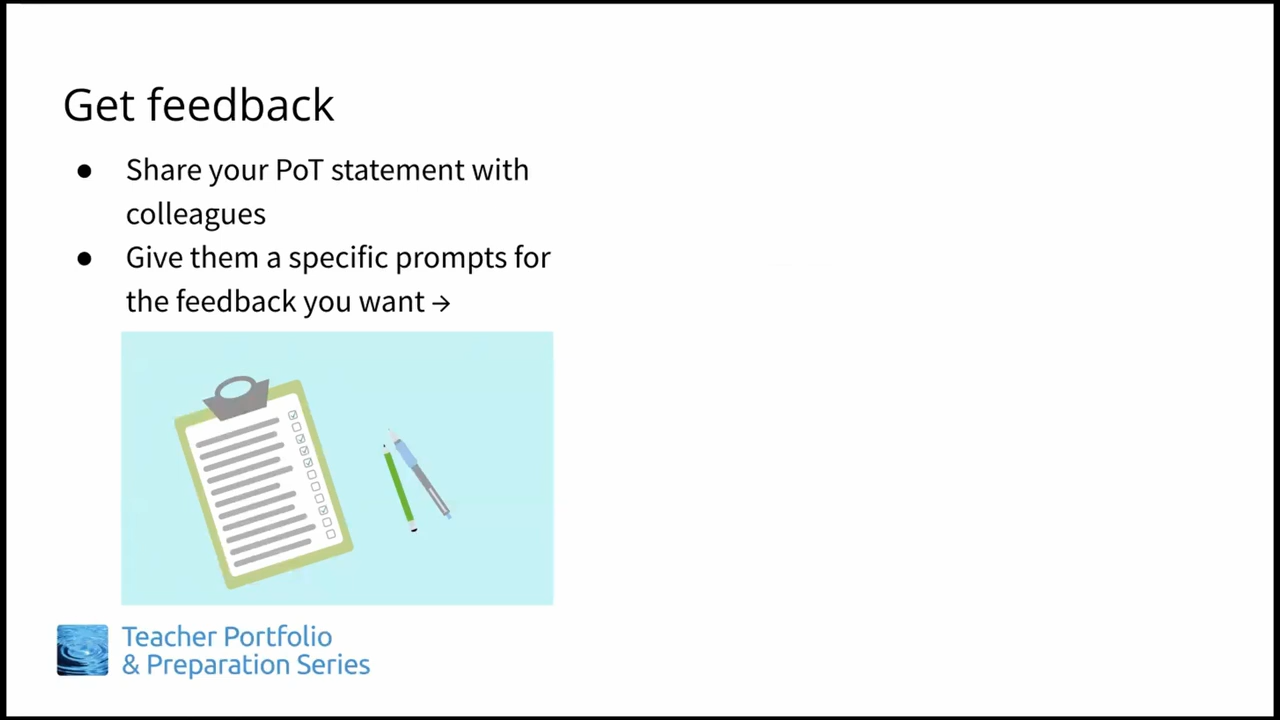 Get feedback
● Share your PoT statement with
colleagues
● Give them a specific prompts for
the feedback you want →
Teacher Portfolio
& Preparation Series